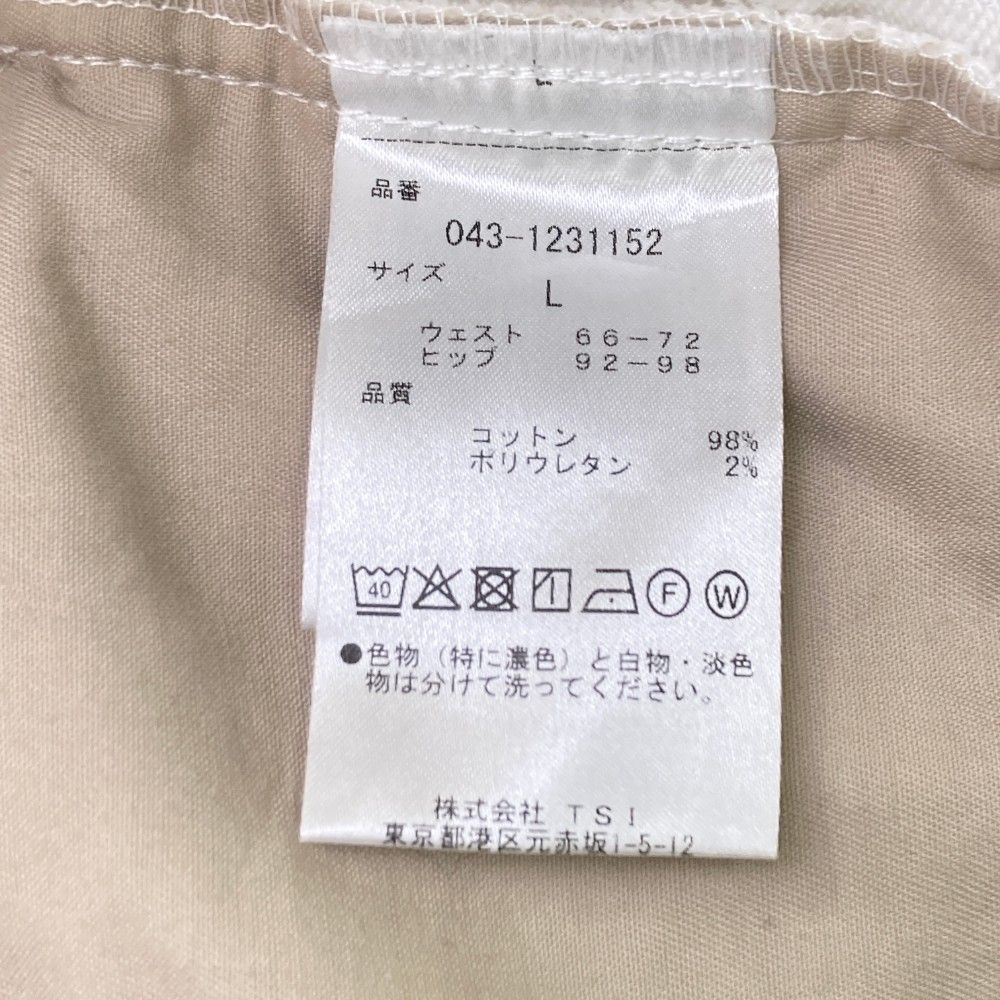 品番
043-1231152
サイズ
L
ウェスト 66-72
ヒップ 92-98
品質
コットン 98%
ポリウレタン 2%
40 F W
●色物（特に濃色）と白物・淡色
物は分けて洗ってください。
株式会社 TSI
東京都港区元赤坂1-5-12